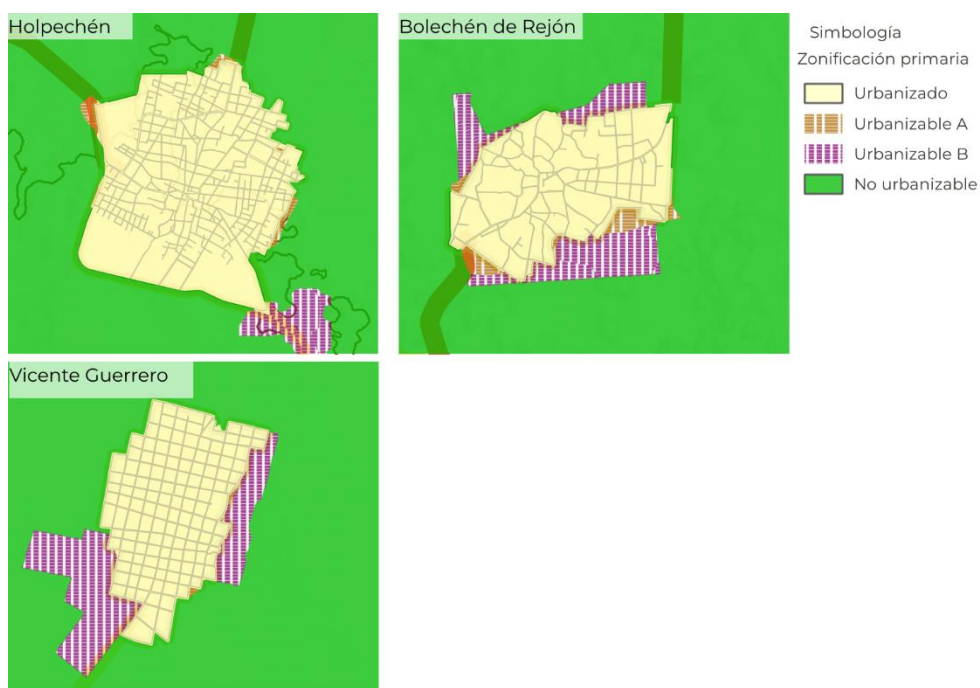 Holpechén
Bolechén de Rejón
Simbología
Zonificación primaria
Urbanizado
Urbanizable A
Urbanizable B
No urbanizable
Vicente Guerrero